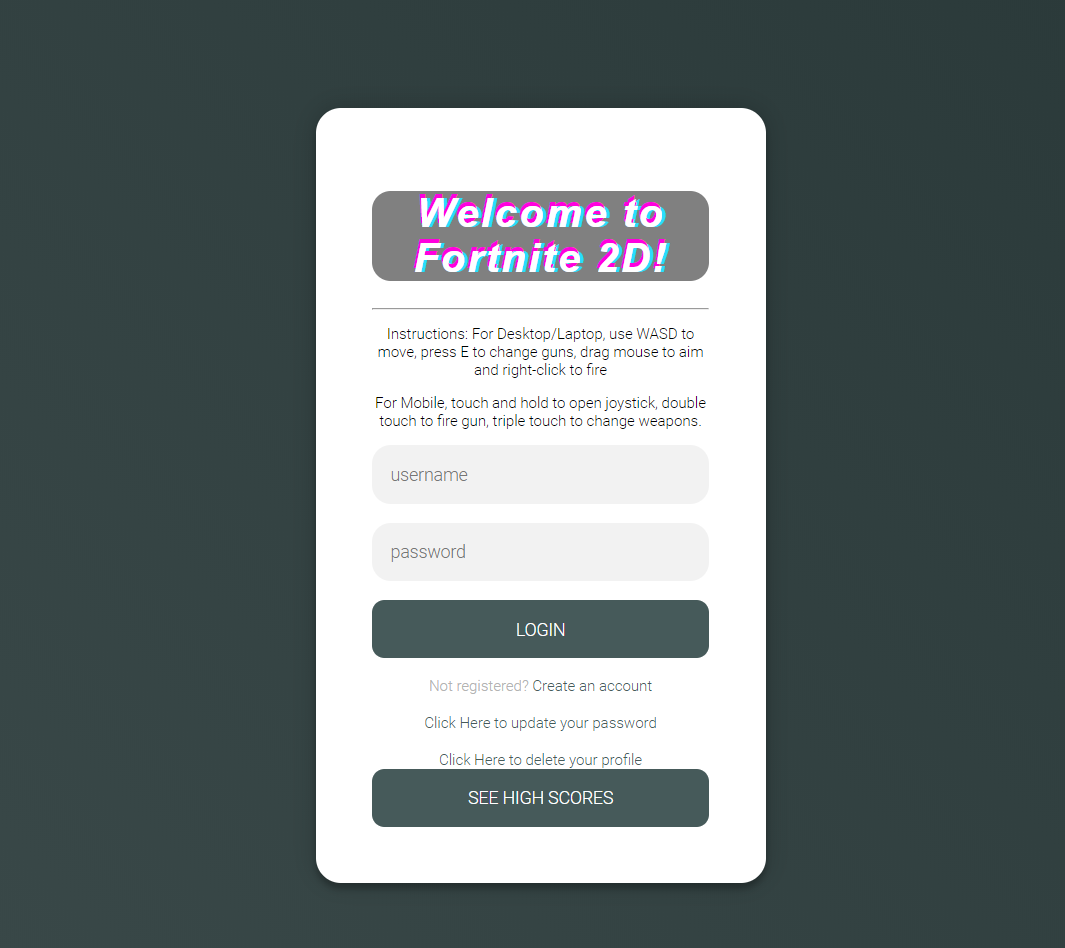 Welcome to
Fortnite 2D!
Instructions: For Desktop/Laptop, use WASD to
move, press E to change guns, drag mouse to aim
and right-click to fire
For Mobile, touch and hold to open joystick, double
touch to fire gun, triple touch to change weapons.
username
password
LOGIN
Not registered? Create an account
Click Here to update your password
Click Here to delete your profile
SEE HIGH SCORES